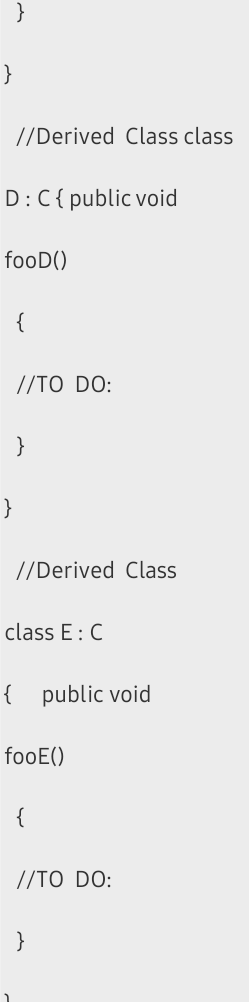 }
}
//Derived Class class
D : C { public void
fooD()
{
//TO DO:
}
}
//Derived Class
class E : C
{ public void
fooE()
{
//TO DO:
}
}